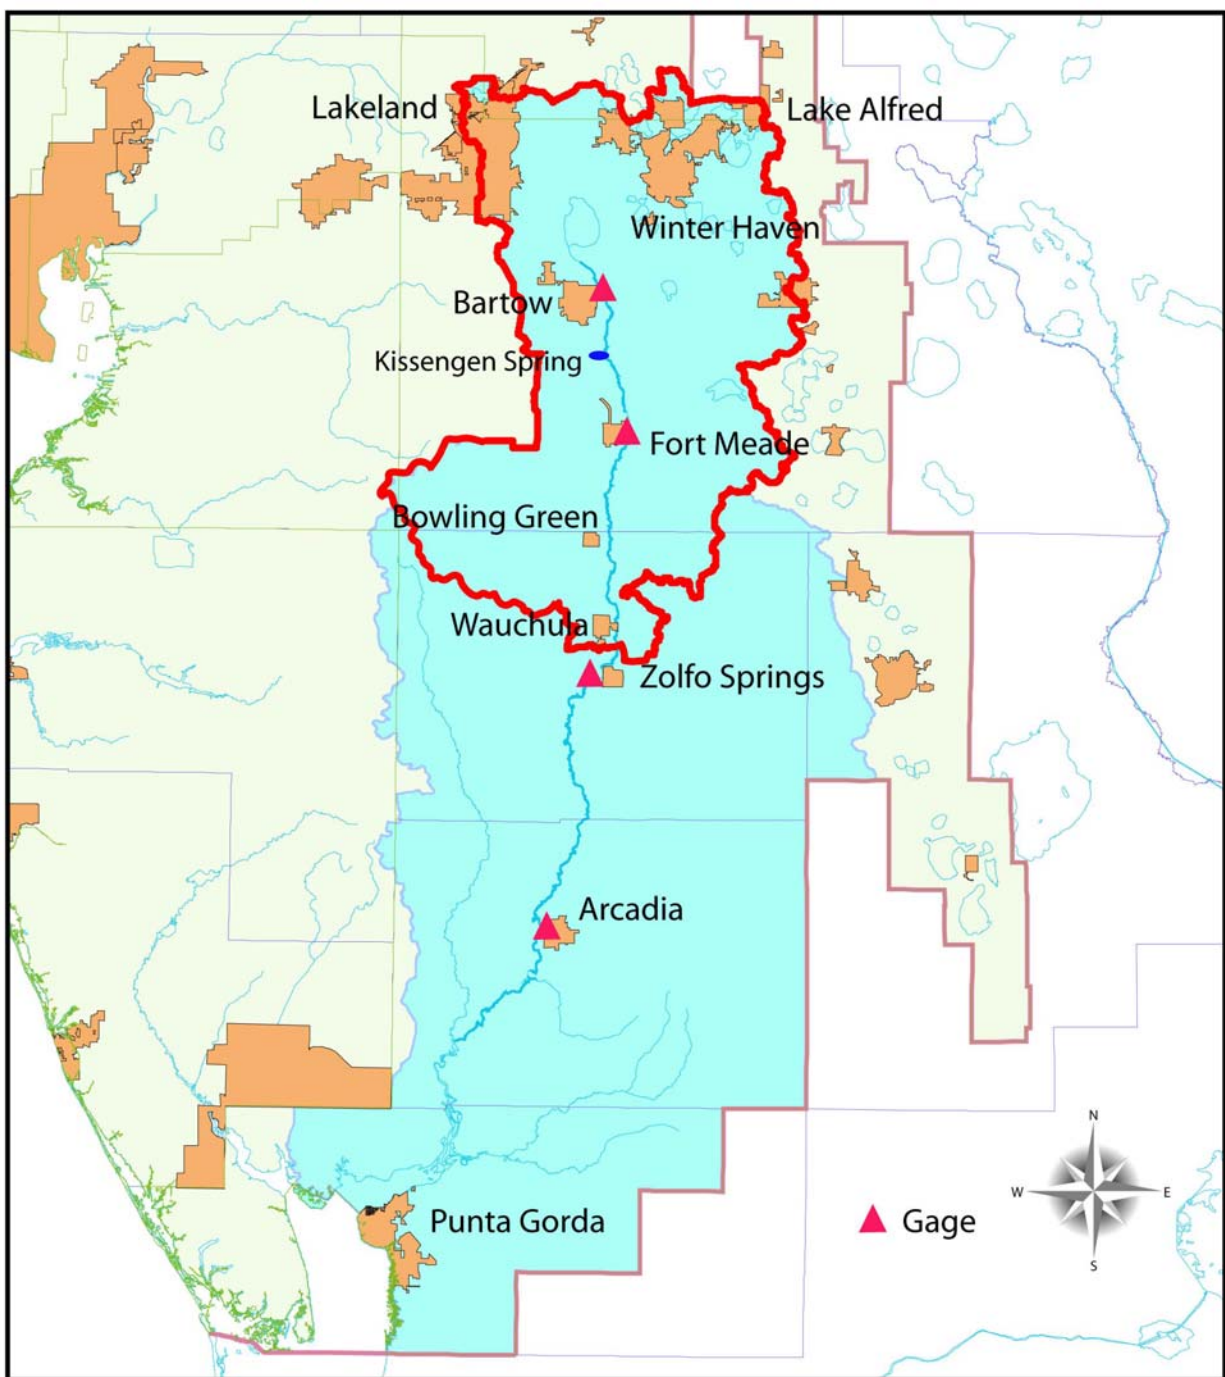 Lakeland
Lake Alfred
Winter Haven
Bartow
Kissengen Spring
Fort Meade
Bowling Green
Wauchula
Zolfo Springs
Arcadia
Punta Gorda
Gage
N
W
E
S